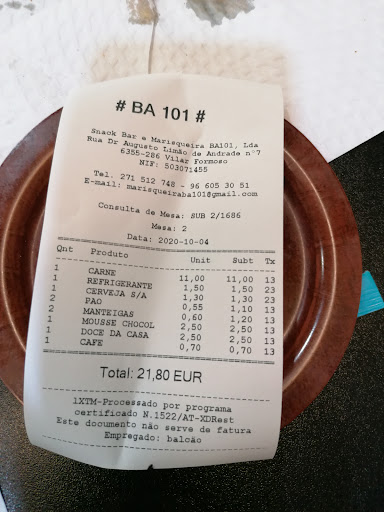 # BA 101 #
Snack Bar e Marisqueira BA101, Lda
Rua Dr Augusto Limão de Andrade nº7
6355-286 Vilar Formoso
NIF: 503071455
Tel. 271 512 748 - 96 605 30 51
E-mail: marisqueiraba101@gmail.com
Consulta de Mesa: SUB 2/1686
Mesa: 2
Data: 2020-10-04
Qnt Produto Unit Subt Tx
1 CARNE 11,00 11,00 13
1 REFRIGERANTE 1,50 1,50 23
1 CERVEJA S/A 1,30 1,30 23
2 PAO 0,55 1,10 13
2 MANTEIGAS 0,60 1,20 13
1 MOUSSE CHOCOL 2,50 2,50 13
1 DOCE DA CASA 2,50 2,50 13
1 CAFE 0,70 0,70 13
Total: 21,80 EUR
lXTM-Processado por programa
certificado N.1522/AT-XDRest
Este documento não serve de fatura
Empregado: balcão